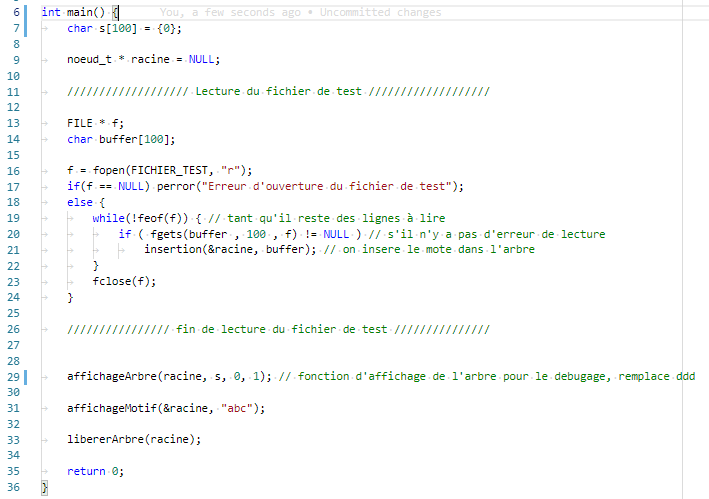 6 int main() { You, a few seconds ago • Uncommitted changes
7 char s[100] = {0};
8
9 noeud_t * racine = NULL;
10
11 /////////////////// Lecture du fichier de test ///////////////////
12
13 FILE * f;
14 char buffer[100];
15
16 f = fopen(FICHIER_TEST, "r");
17 if(f == NULL) perror("Erreur d'ouverture du fichier de test");
18 else {
19 while(!feof(f)) { // tant qu'il reste des lignes à lire
20 if ( fgets(buffer , 100 , f) != NULL ) // s'il n'y a pas d'erreur de lecture
21 insertion(&racine, buffer); // on insere le mote dans l'arbre
22 }
23 fclose(f);
24 }
25
26 //////////////// fin de lecture du fichier de test ///////////////
27
28
29 affichageArbre(racine, s, 0, 1); // fonction d'affichage de l'arbre pour le debugage, remplace ddd
30
31 affichageMotif(&racine, "abc");
32
33 libererArbre(racine);
34
35 return 0;
36 }